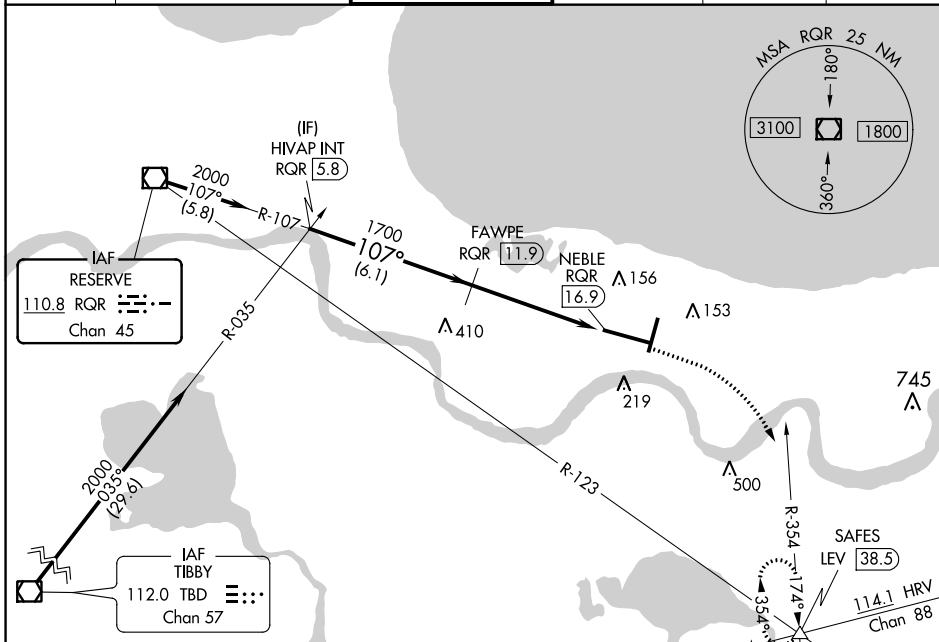 MSA RQR 25 NM
180°
3100
1800
360°
(IF)
HIVAP INT
RQR 5.8
2000
107°
(5.8)
R-107
1700
107°
(6.1)
FAWPE
RQR 11.9
NEBLE
RQR
16.9
156
153
410
219
745
500
IAF
RESERVE
110.8 RQR
Chan 45
R-035
2000
035°
(29.6)
R-123
R-354
IAF
TIBBY
112.0 TBD
Chan 57
SAFES
LEV 38.5
174°
354°
114.1 HRV
Chan 88